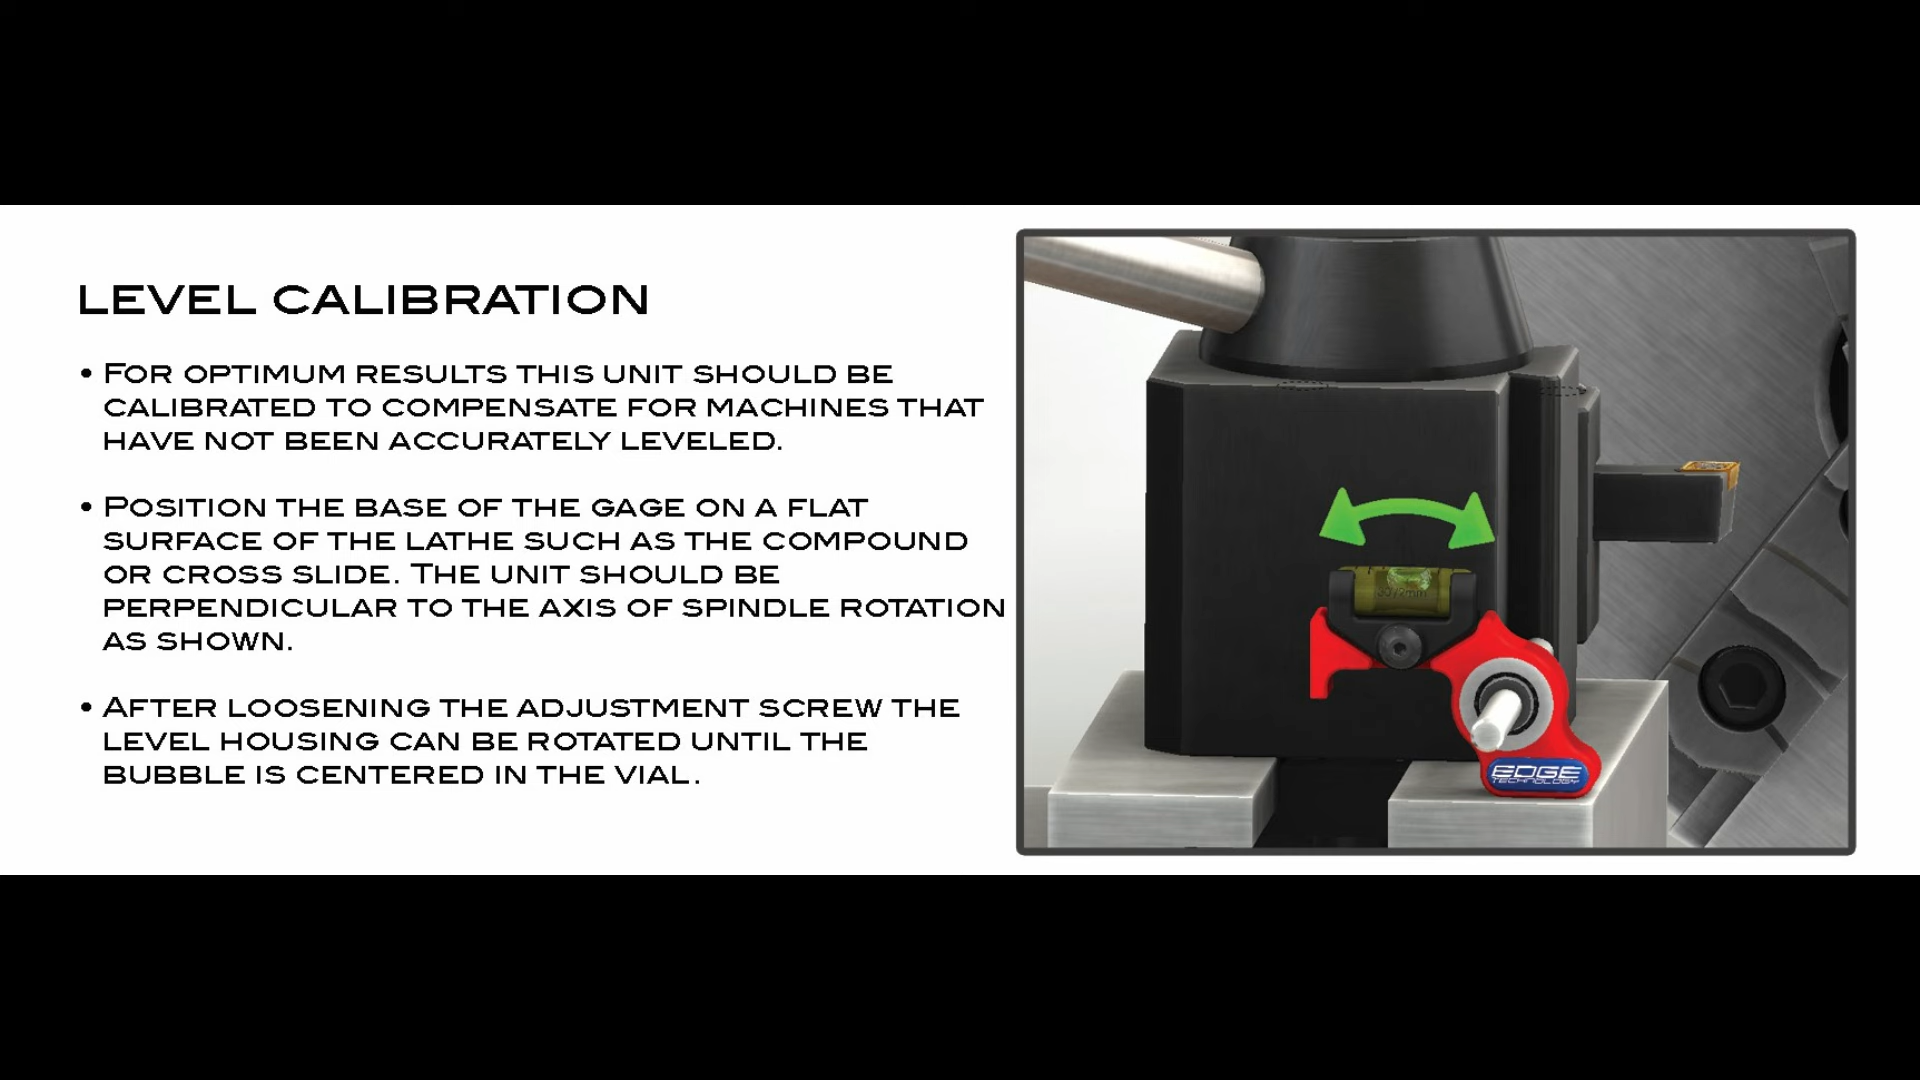 LEVEL CALIBRATION
• FOR OPTIMUM RESULTS THIS UNIT SHOULD BE
CALIBRATED TO COMPENSATE FOR MACHINES THAT
HAVE NOT BEEN ACCURATELY LEVELED.
• POSITION THE BASE OF THE GAGE ON A FLAT
SURFACE OF THE LATHE SUCH AS THE COMPOUND
OR CROSS SLIDE. THE UNIT SHOULD BE
PERPENDICULAR TO THE AXIS OF SPINDLE ROTATION
AS SHOWN.
• AFTER LOOSENING THE ADJUSTMENT SCREW THE
LEVEL HOUSING CAN BE ROTATED UNTIL THE
BUBBLE IS CENTERED IN THE VIAL.
EDGE
TECHNOLOGY